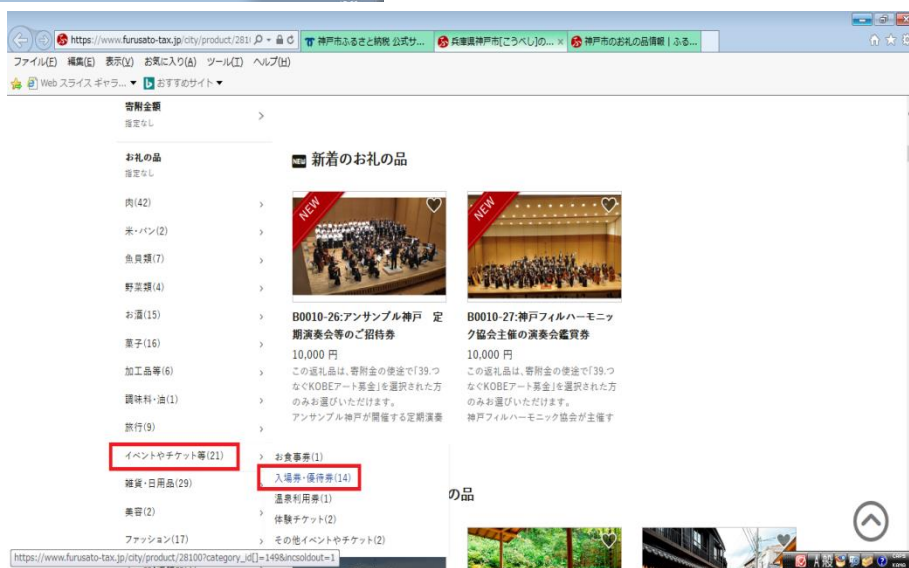 https://www.furusato-tax.jp/city/product/281
神戸市ふるさと納税 公式サ...
兵庫県神戸市[こうべし]の...
神戸市のお礼の品情報 | ふる...
ファイル(F) 編集(E) 表示(V) お気に入り(A) ツール(T) ヘルプ(H)
Web スライス ギャラ... おすすめサイト
寄附金額
指定なし
お礼の品
指定なし
NEW 新着のお礼の品
肉(42)
米・パン(2)
魚貝類(7)
野菜類(4)
お酒(15)
菓子(16)
加工品等(6)
調味料・油(1)
旅行(9)
イベントやチケット等(21)
雑貨・日用品(29)
美容(2)
ファッション(17)
NEW
B0010-26:アンサンブル神戸 定
期演奏会等のご招待券
10,000 円
この返礼品は、寄附金の使途で「39.つ
なぐKOBEアート募金」を選択された方
のみお選びいただけます。
アンサンブル神戸が開催する定期演奏
NEW
B0010-27:神戸フィルハーモニッ
ク協会主催の演奏会鑑賞券
10,000 円
この返礼品は、寄附金の使途で「39.つ
なぐKOBEアート募金」を選択された方
のみお選びいただけます。
神戸フィルハーモニック協会が主催す
お食事券(1)
入場券・優待券(14)
温泉利用券(1)
体験チケット(2)
その他イベントやチケット(2)
の品
https://www.furusato-tax.jp/city/product/28100?category_id[]=149&incsoldout=1
A 般
CAPS
KANA